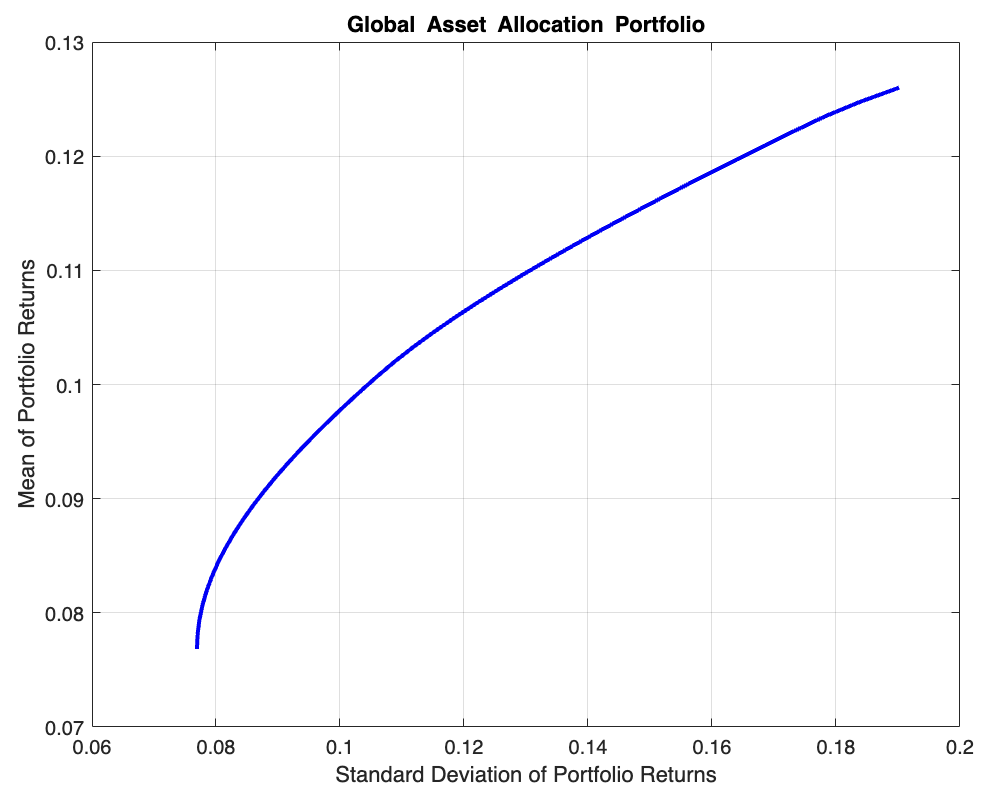 Global Asset Allocation Portfolio
0.13
0.12
0.11
0.1
0.09
0.08
0.07
Mean of Portfolio Returns
0.06 0.08 0.1 0.12 0.14 0.16 0.18 0.2
Standard Deviation of Portfolio Returns